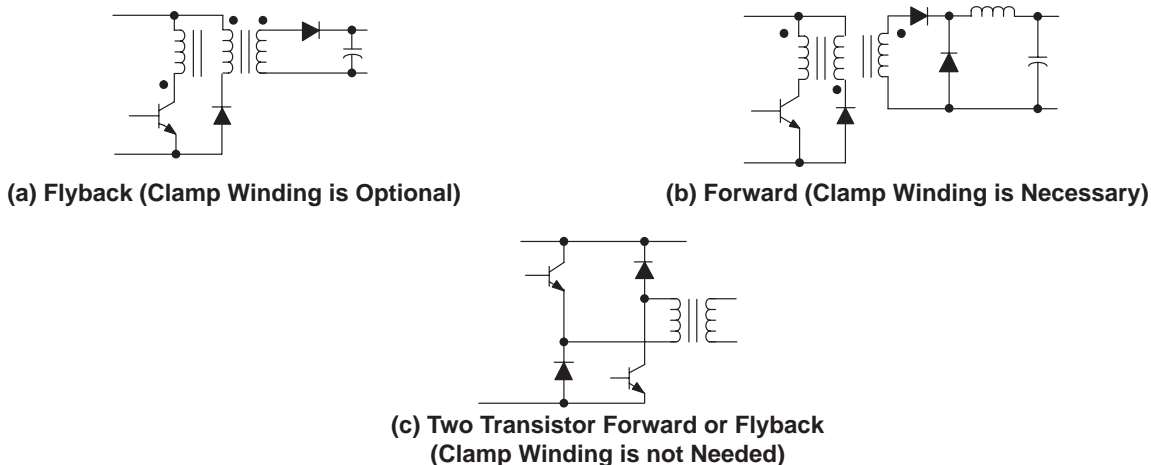 (a) Flyback (Clamp Winding is Optional)
(b) Forward (Clamp Winding is Necessary)
(c) Two Transistor Forward or Flyback
(Clamp Winding is not Needed)